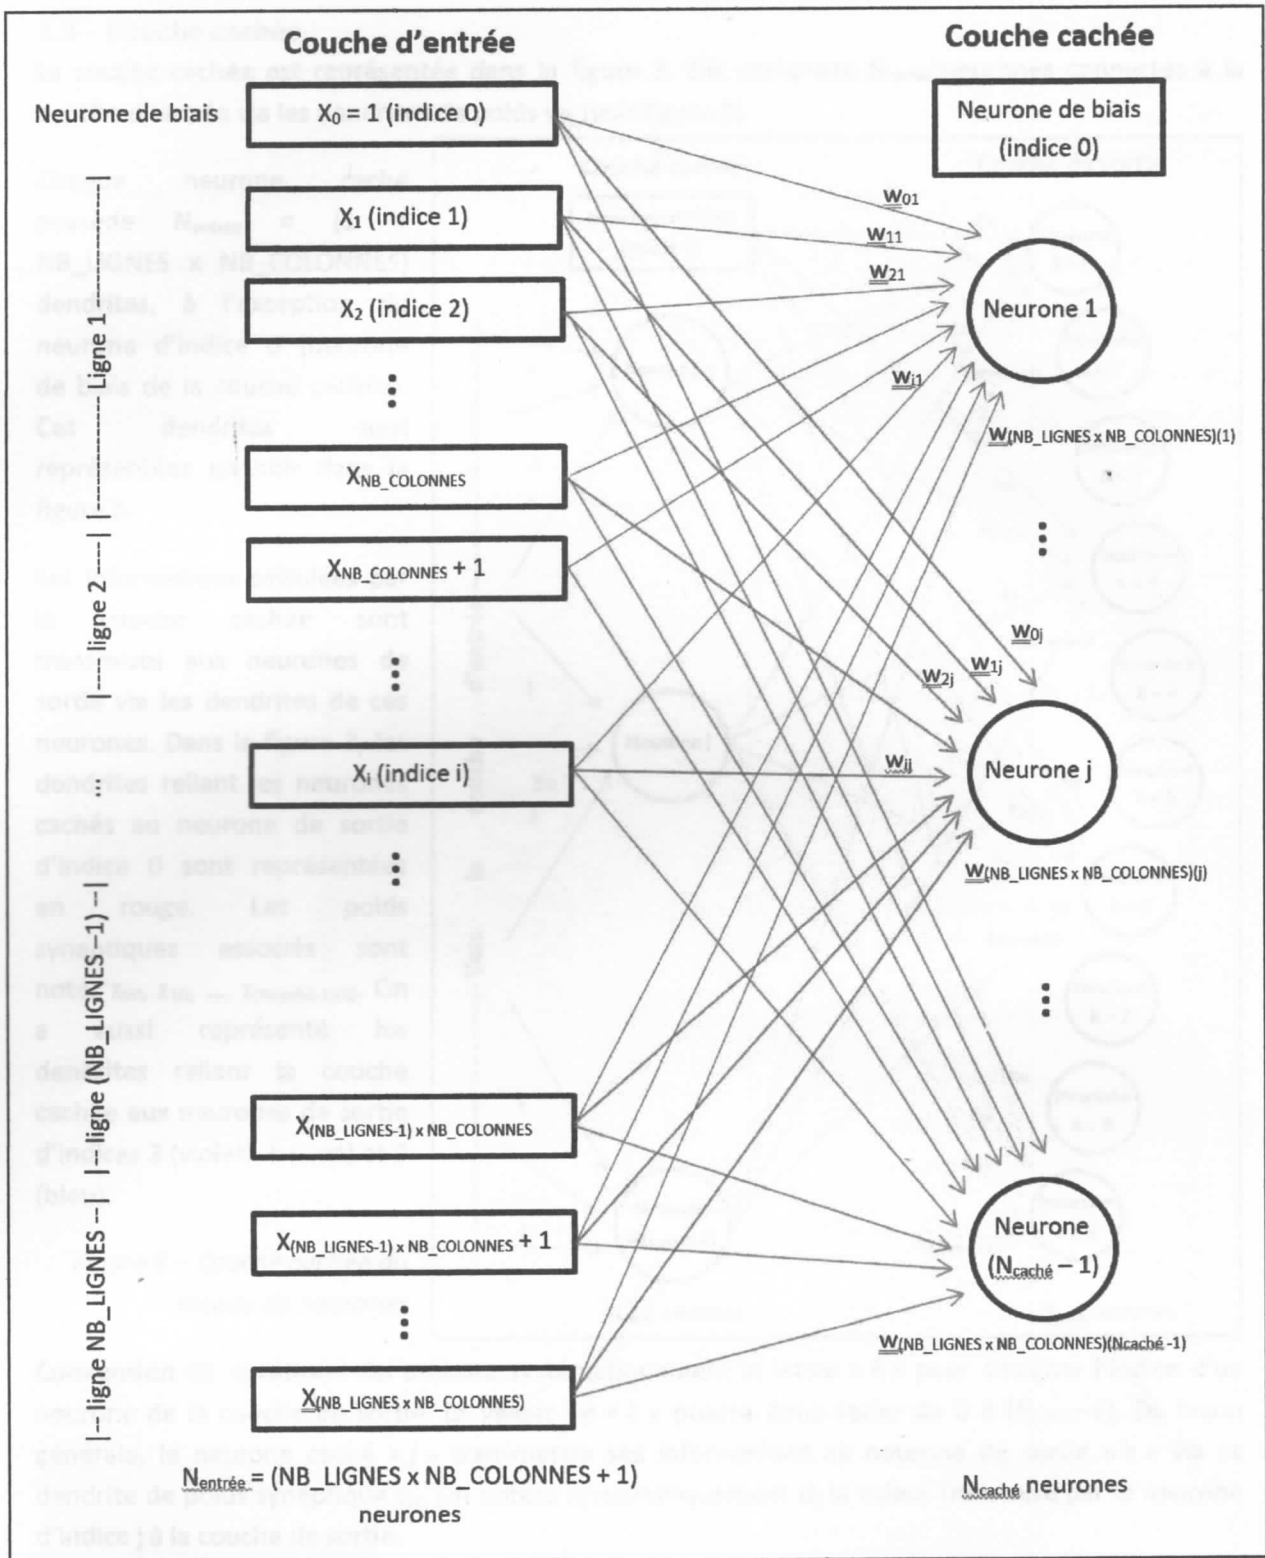 Couche d'entrée
Couche cachée
Neurone de biais
X0 = 1 (indice 0)
Neurone de biais
(indice 0)
X1 (indice 1)
X2 (indice 2)
XNB_COLONNES
XNB_COLONNES + 1
Xi (indice i)
X(NB_LIGNES-1) x NB_COLONNES
X(NB_LIGNES-1) x NB_COLONNES + 1
X(NB_LIGNES x NB_COLONNES)
|---------- ligne 1 ----------|
|---- ligne 2 ---|
...
|-- ligne (NB_LIGNES -1) --|
|- ligne NB_LIGNES --|
w01
w11
w21
wi1
w(NB_LIGNES x NB_COLONNES)(1)
Neurone 1
w0j
w1j
w2j
wij
Neurone j
w(NB_LIGNES x NB_COLONNES)(j)
Neurone
(Ncaché – 1)
w(NB_LIGNES x NB_COLONNES)(Ncaché -1)
Nentrée = (NB_LIGNES x NB_COLONNES + 1)
neurones
Ncaché neurones